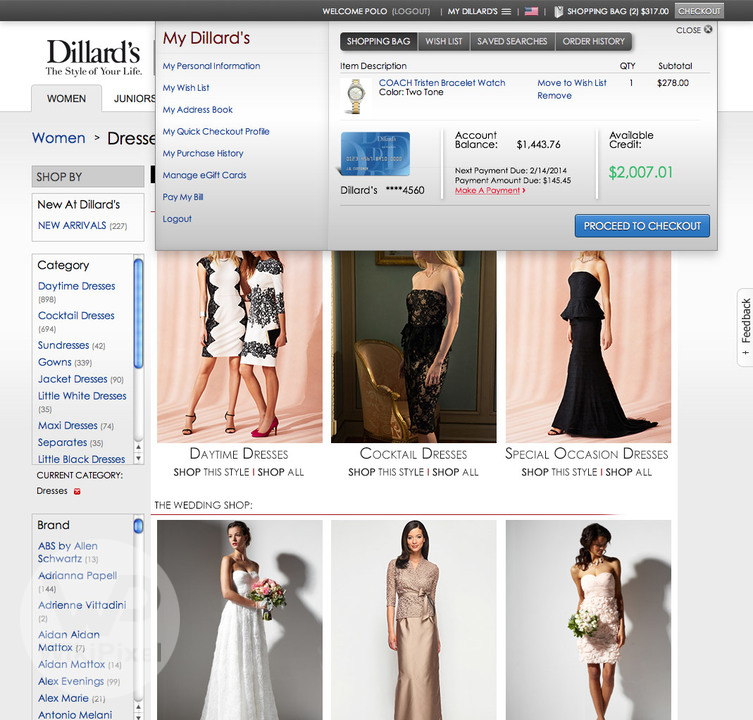 WELCOME POLO (LOGOUT) | MY DILLARD'S | | SHOPPING BAG (2) $317.00 CHECKOUT
CLOSE
My Dillard's
My Personal Information
My Wish List
My Address Book
My Quick Checkout Profile
My Purchase History
Manage eGift Cards
Pay My Bill
Logout
SHOPPING BAG WISH LIST SAVED SEARCHES ORDER HISTORY
Item Description QTY Subtotal
COACH Tristen Bracelet Watch Move to Wish List 1 $278.00
Color: Two Tone Remove
Dillard's
Dillard's ****4560
Account
Balance: $1,443.76
Next Payment Due: 2/14/2014
Payment Amount Due: $145.45
Make A Payment >
Available
Credit:
$2,007.01
PROCEED TO CHECKOUT
Dillard's
The Style of Your Life.
WOMEN JUNIORS
Women > Dresse
SHOP BY
New At Dillard's
NEW ARRIVALS (227)
Category
Daytime Dresses
(898)
Cocktail Dresses
(694)
Sundresses (42)
Gowns (339)
Jacket Dresses (90)
Little White Dresses
(35)
Maxi Dresses (74)
Separates (35)
Little Black Dresses
CURRENT CATEGORY:
Dresses
Brand
ABS by Allen
Schwartz (13)
Adrianna Papell
(144)
Adrienne Vittadini
(2)
Aidan Aidan
Mattox (7)
Aidan Mattox (14)
Alex Evenings (99)
Alex Marie (21)
Antonio Melani
DAYTIME DRESSES
SHOP THIS STYLE | SHOP ALL
COCKTAIL DRESSES
SHOP THIS STYLE | SHOP ALL
SPECIAL OCCASION DRESSES
SHOP THIS STYLE | SHOP ALL
THE WEDDING SHOP:
+ Feedback